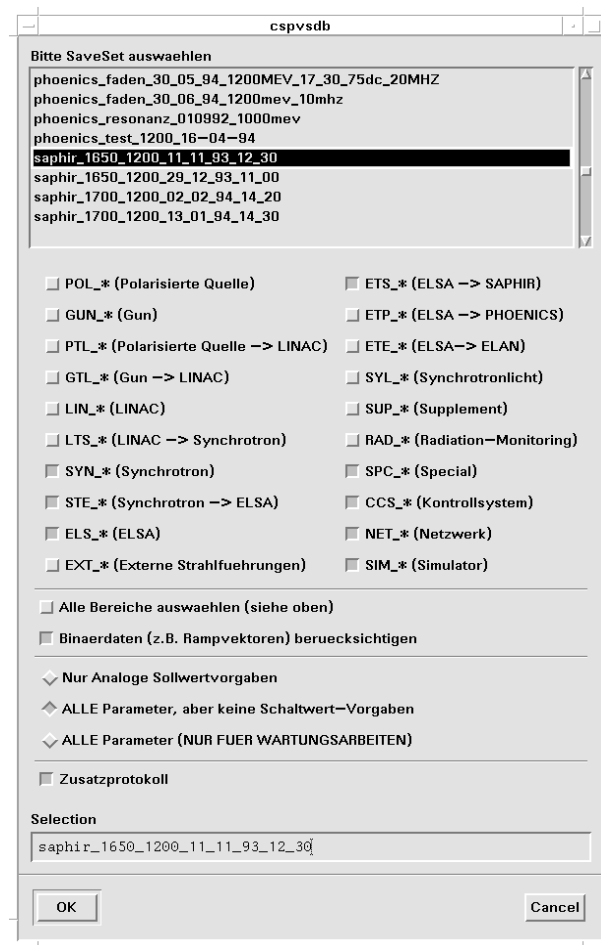 cspvsdb
Bitte SaveSet auswaehlen
phoenics_faden_30_05_94_1200MEV_17_30_75dc_20MHZ
phoenics_faden_30_06_94_1200mev_10mhz
phoenics_resonanz_010992_1000mev
phoenics_test_1200_16-04-94
saphir_1650_1200_11_11_93_12_30
saphir_1650_1200_29_12_93_11_00
saphir_1700_1200_02_02_94_14_20
saphir_1700_1200_13_01_94_14_30
POL_* (Polarisierte Quelle)
GUN_* (Gun)
PTL_* (Polarisierte Quelle -> LINAC)
GTL_* (Gun -> LINAC)
LIN_* (LINAC)
LTS_* (LINAC -> Synchrotron)
SYN_* (Synchrotron)
STE_* (Synchrotron -> ELSA)
ELS_* (ELSA)
EXT_* (Externe Strahlfuehrungen)
ETS_* (ELSA -> SAPHIR)
ETP_* (ELSA -> PHOENICS)
ETE_* (ELSA-> ELAN)
SYL_* (Synchrotronlicht)
SUP_* (Supplement)
RAD_* (Radiation-Monitoring)
SPC_* (Special)
CCS_* (Kontrollsystem)
NET_* (Netzwerk)
SIM_* (Simulator)
Alle Bereiche auswaehlen (siehe oben)
Binaerdaten (z.B. Rampvektoren) beruecksichtigen
Nur Analoge Sollwertvorgaben
ALLE Parameter, aber keine Schaltwert-Vorgaben
ALLE Parameter (NUR FUER WARTUNGSARBEITEN)
Zusatzprotokoll
Selection
saphir_1650_1200_11_11_93_12_30
OK
Cancel